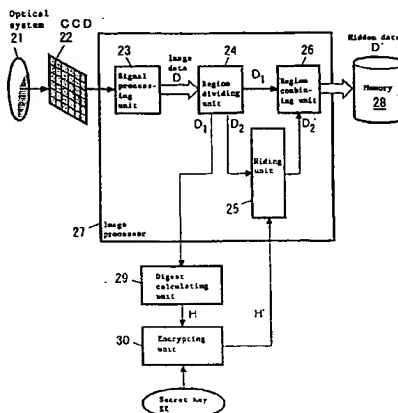 Optical
system
21
CCD
22
23
Signal
process-
ing
unit
Image
data
D
24
Region
dividing
unit
D1
26
Region
combin-
ing unit
Hidden data
D'
Memory
28
D1
D2
D2'
Hiding
unit
25
27
Image
processor
29
Digest
calculating
unit
H
H'
30
Encrypting
unit
Secret key
SK